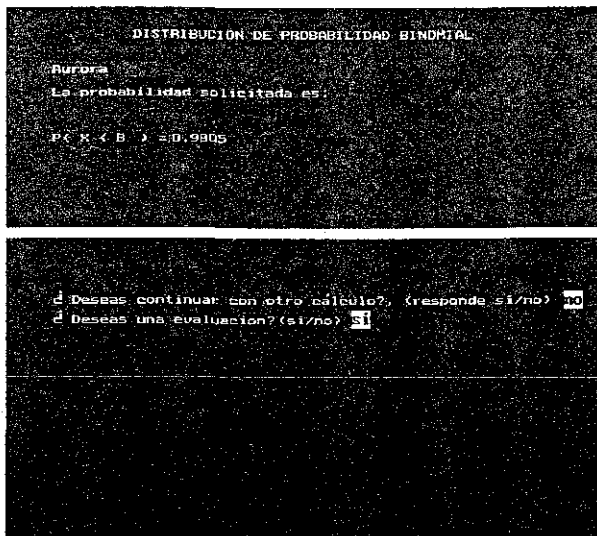 DISTRIBUCION DE PROBABILIDAD BINOMIAL
Aurora
La probabilidad solicitada es:
P( X < 8 ) = 0.9805
¿ Deseas continuar con otro cálculo?, (responde si/no) no
¿ Deseas una evaluacion?(si/no) si